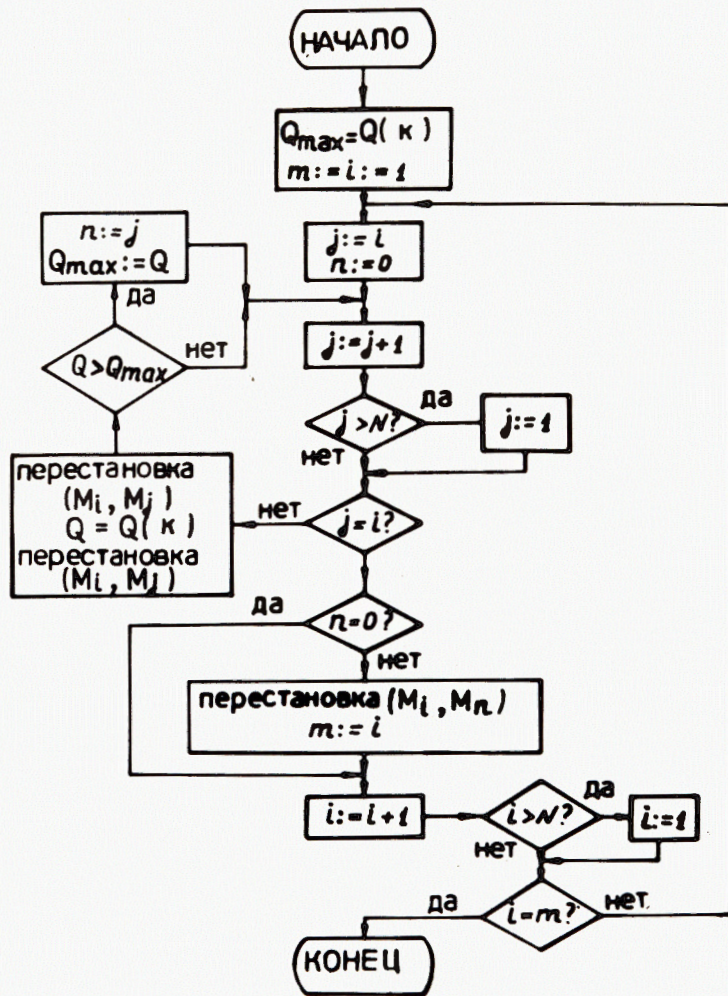 НАЧАЛО
Qmax=Q(к)
m:=i:=1
j:=i
n:=0
n:=j
Qmax:=Q
да
j:=j+1
Q>Qmax
нет
j>N?
да
j:=1
нет
перестановка
(Mi, Mj)
Q = Q(к)
перестановка
(Mi, Mj)
нет
j=i?
да
n=0?
нет
перестановка (Mi, Mn)
m:=i
i:=i+1
i>N?
да
i:=1
нет
да
i=m?
нет
КОНЕЦ